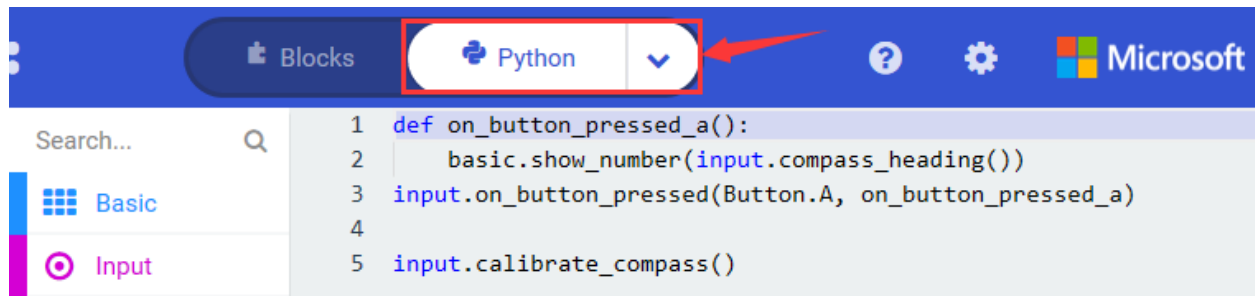 Blocks
Python
Microsoft
Search...
Basic
Input
1 def on_button_pressed_a():
2     basic.show_number(input.compass_heading())
3 input.on_button_pressed(Button.A, on_button_pressed_a)
4
5 input.calibrate_compass()